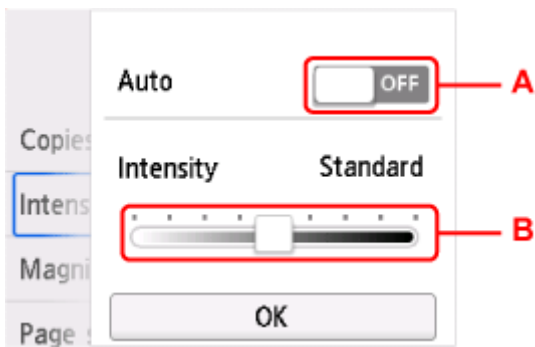 Auto
OFF
A
Copies
Intensity
Standard
Intens
B
Magni
OK
Page